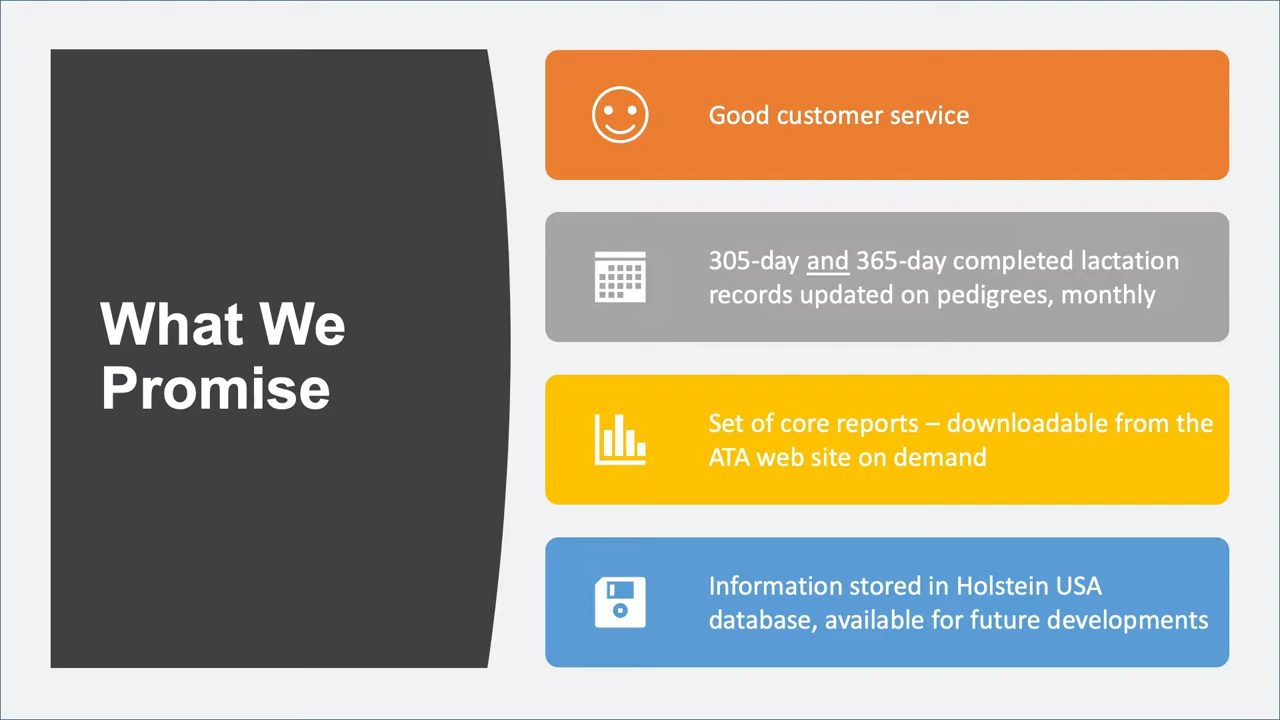 What We
Promise
Good customer service
305-day and 365-day completed lactation
records updated on pedigrees, monthly
Set of core reports – downloadable from the
ATA web site on demand
Information stored in Holstein USA
database, available for future developments